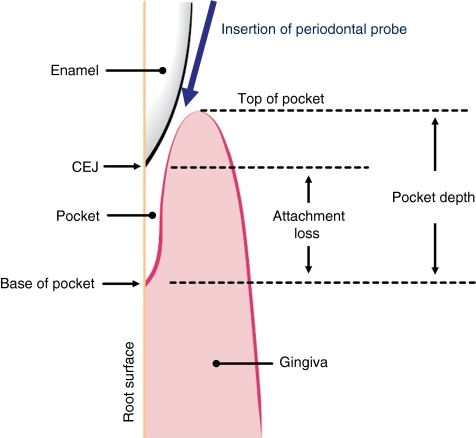 Insertion of periodontal probe
Enamel
Top of pocket
CEJ
Pocket
Attachment
loss
Pocket depth
Base of pocket
Root surface
Gingiva